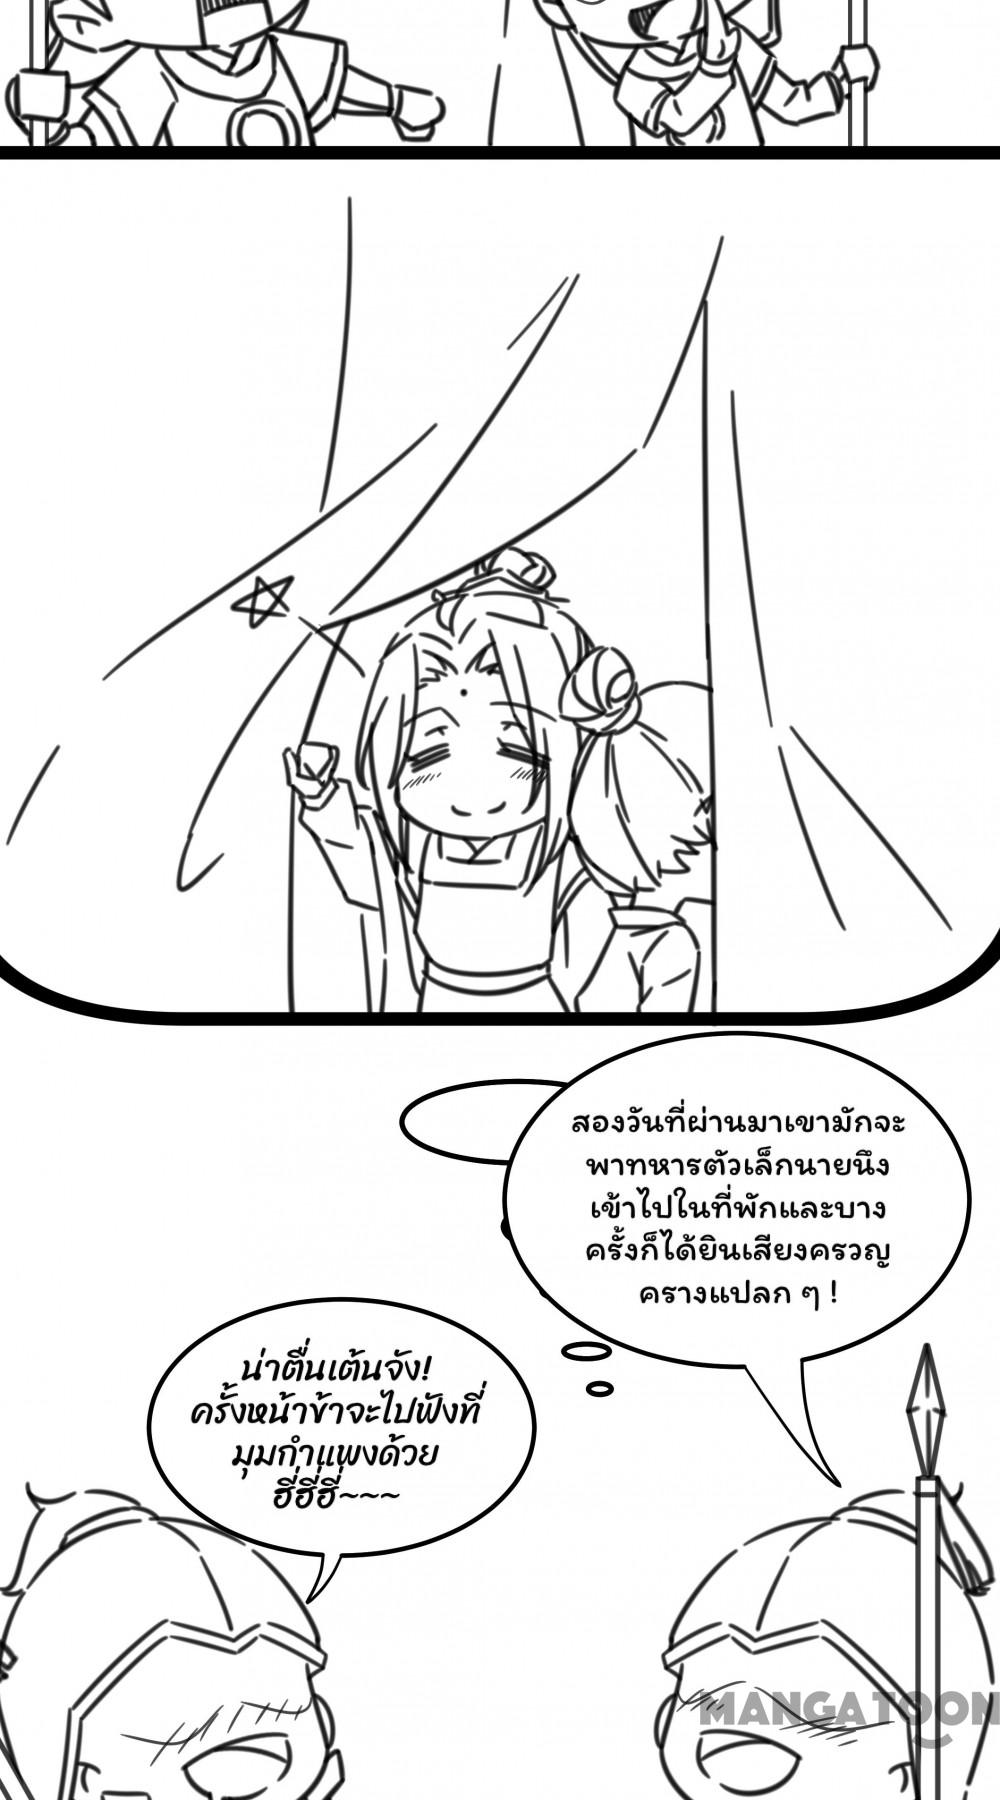 สองวันที่ผ่านมาเขามักจะ
พาทหารตัวเล็กนายนึง
เข้าไปในที่พักและบาง
ครั้งก็ได้ยินเสียงครวญ
ครางแปลก ๆ !
น่าตื่นเต้นจัง!
ครั้งหน้าข้าจะไปฟังที่
มุมกำแพงด้วย
ฮี่ฮี่ฮี่~~~
MANGATOON